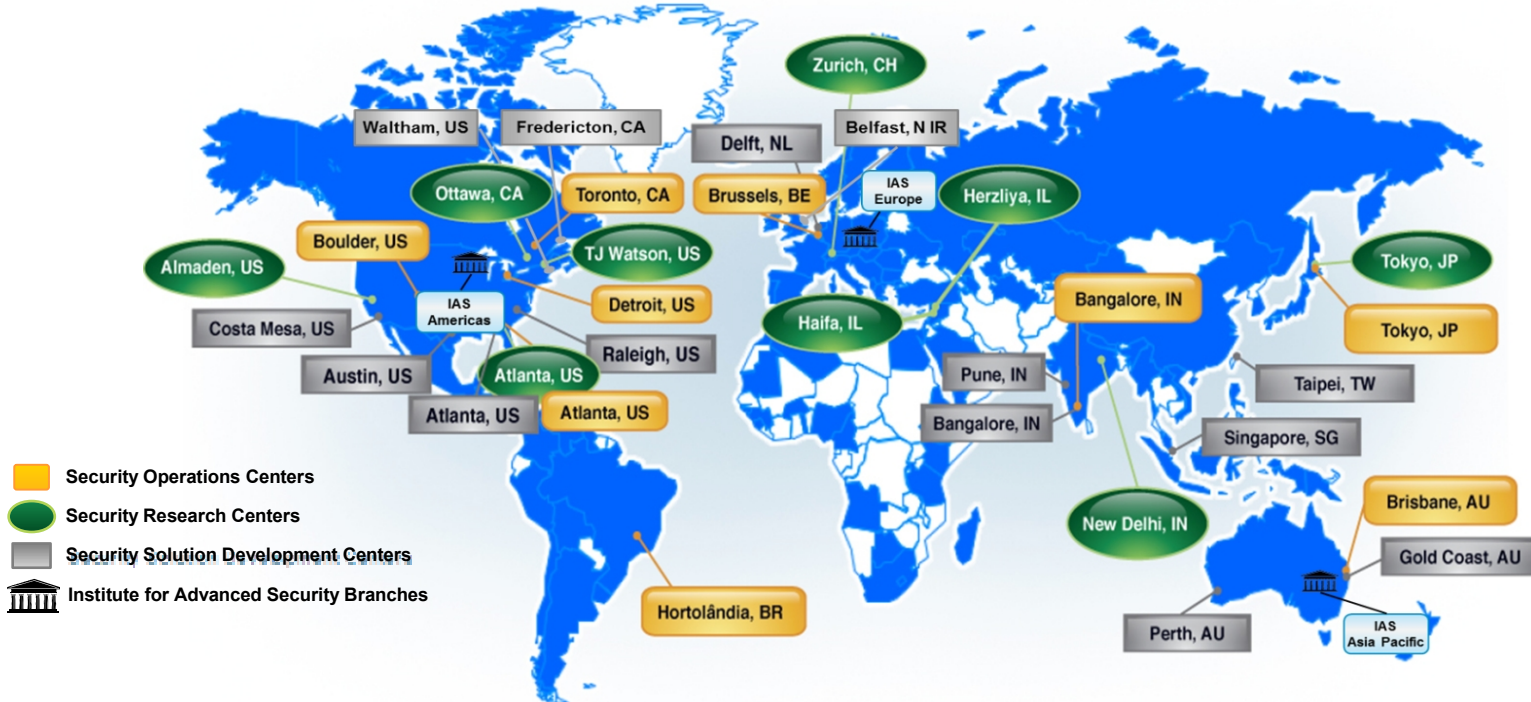 Zurich, CH
Waltham, US
Fredericton, CA
Delft, NL
Belfast, N IR
Ottawa, CA
Toronto, CA
Brussels, BE
IAS
Europe
Herzliya, IL
Boulder, US
TJ Watson, US
Almaden, US
Tokyo, JP
IAS
Americas
Detroit, US
Bangalore, IN
Costa Mesa, US
Haifa, IL
Tokyo, JP
Raleigh, US
Austin, US
Atlanta, US
Pune, IN
Taipei, TW
Atlanta, US
Atlanta, US
Bangalore, IN
Singapore, SG
Security Operations Centers
Security Research Centers
Security Solution Development Centers
Institute for Advanced Security Branches
New Delhi, IN
Brisbane, AU
Gold Coast, AU
Hortolândia, BR
Perth, AU
IAS
Asia Pacific